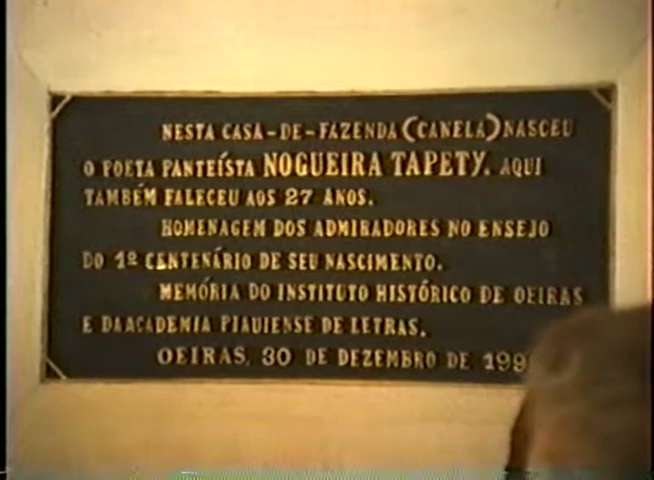 NESTA CASA-DE-FAZENDA (CANELA) NASCEU
O POETA PANTEÍSTA NOGUEIRA TAPETY. AQUI
TAMBÉM FALECEU AOS 27 ANOS.
HOMENAGEM DOS ADMIRADORES NO ENSEJO
DO 1º CENTENÁRIO DE SEU NASCIMENTO.
MEMÓRIA DO INSTITUTO HISTÓRICO DE OEIRAS
E DA ACADEMIA PIAUIENSE DE LETRAS.
OEIRAS, 30 DE DEZEMBRO DE